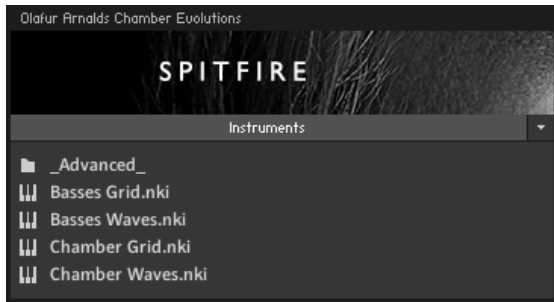 Olafur Arnalds Chamber Evolutions
SPITFIRE
Instruments
_Advanced_
Basses Grid.nki
Basses Waves.nki
Chamber Grid.nki
Chamber Waves.nki